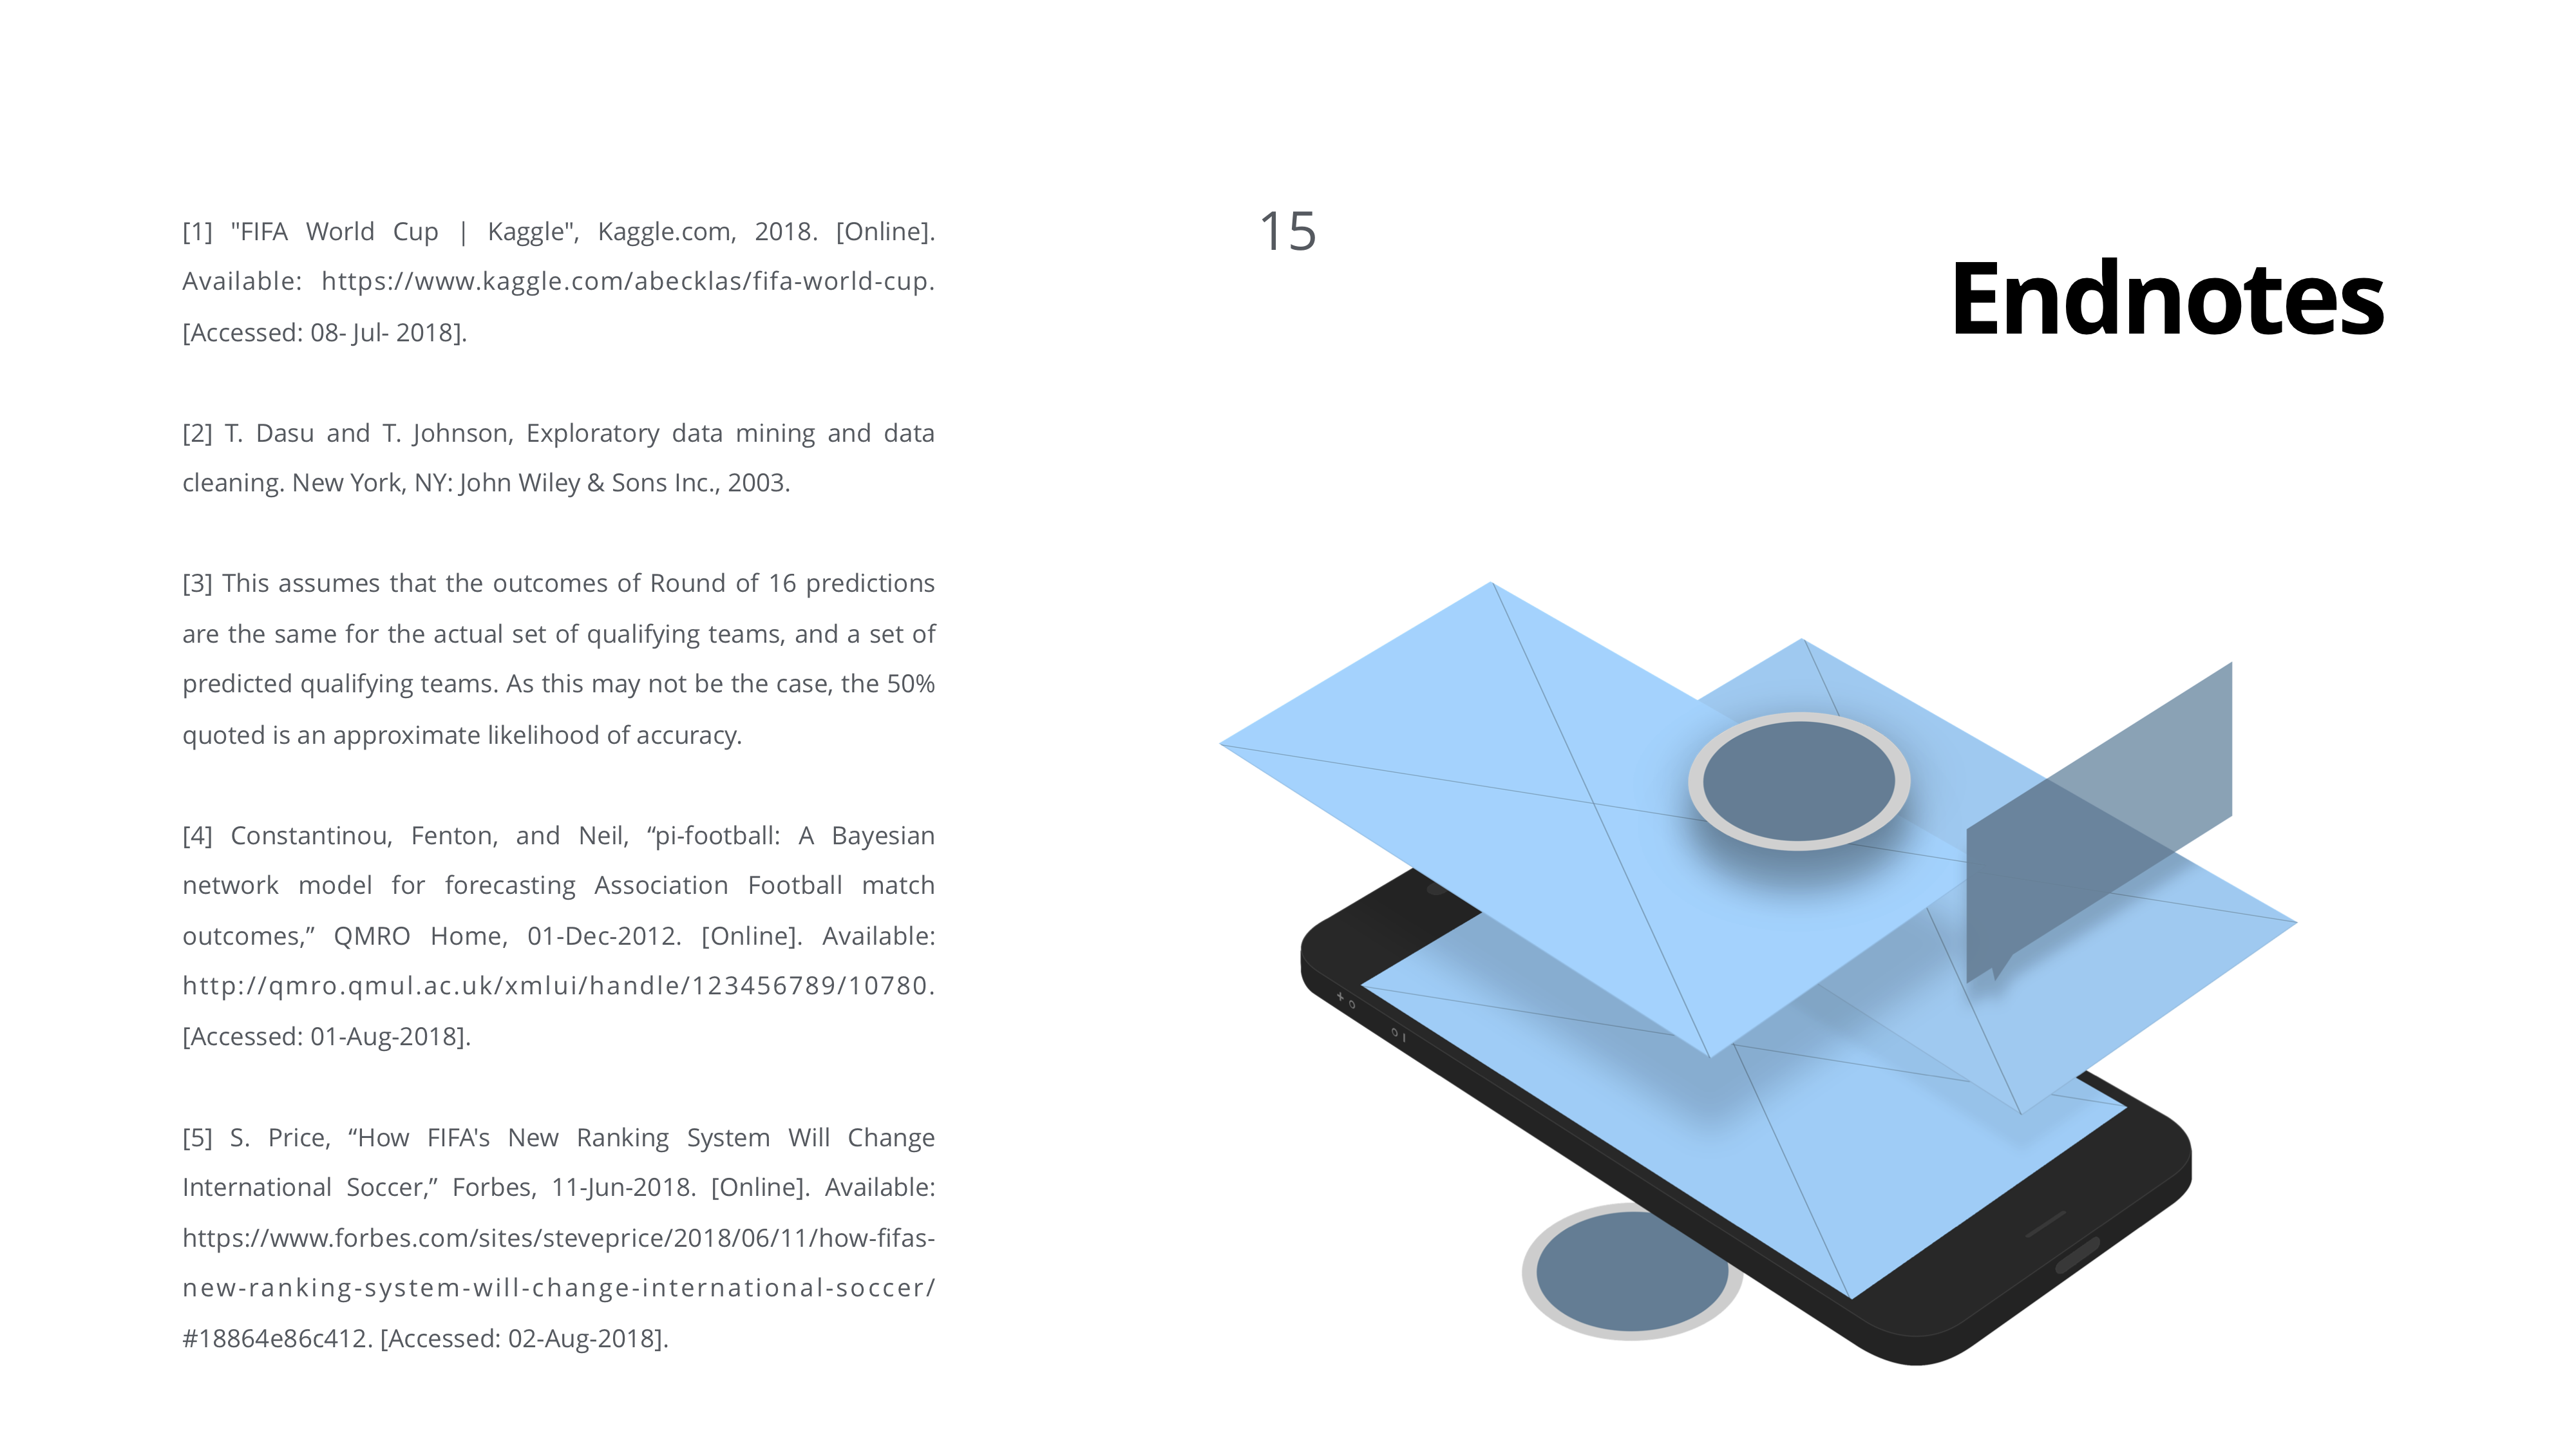 [1] "FIFA World Cup | Kaggle", Kaggle.com, 2018. [Online].
Available: https://www.kaggle.com/abecklas/fifa-world-cup.
[Accessed: 08- Jul- 2018].
[2] T. Dasu and T. Johnson, Exploratory data mining and data
cleaning. New York, NY: John Wiley & Sons Inc., 2003.
[3] This assumes that the outcomes of Round of 16 predictions
are the same for the actual set of qualifying teams, and a set of
predicted qualifying teams. As this may not be the case, the 50%
quoted is an approximate likelihood of accuracy.
[4] Constantinou, Fenton, and Neil, “pi-football: A Bayesian
network model for forecasting Association Football match
outcomes,” QMRO Home, 01-Dec-2012. [Online]. Available:
http://qmro.qmul.ac.uk/xmlui/handle/123456789/10780.
[Accessed: 01-Aug-2018].
[5] S. Price, “How FIFA's New Ranking System Will Change
International Soccer,” Forbes, 11-Jun-2018. [Online]. Available:
https://www.forbes.com/sites/steveprice/2018/06/11/how-fifas-
new-ranking-system-will-change-international-soccer/
#18864e86c412. [Accessed: 02-Aug-2018].
15
Endnotes